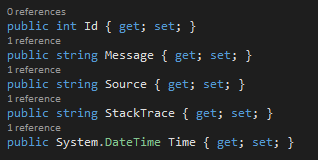 0 references
public int Id { get; set; }
1 reference
public string Message { get; set; }
1 reference
public string Source { get; set; }
1 reference
public string StackTrace { get; set; }
1 reference
public System.DateTime Time { get; set; }